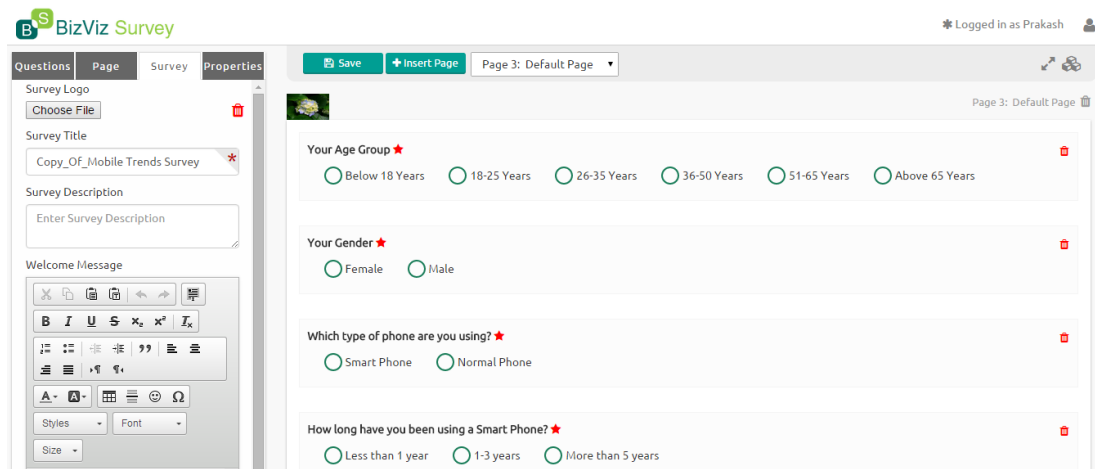 BS BizViz Survey
Logged in as Prakash
Questions Page Survey Properties
Save Insert Page Page 3: Default Page
Survey Logo
Choose File
Page 3: Default Page
Survey Title
Copy_Of_Mobile Trends Survey *
Survey Description
Enter Survey Description
Welcome Message
B I U S x₂ x² Iₓ
A A Ω
Styles Font
Size
Your Age Group
Below 18 Years 18-25 Years 26-35 Years 36-50 Years 51-65 Years Above 65 Years
Your Gender
Female Male
Which type of phone are you using?
Smart Phone Normal Phone
How long have you been using a Smart Phone?
Less than 1 year 1-3 years More than 5 years